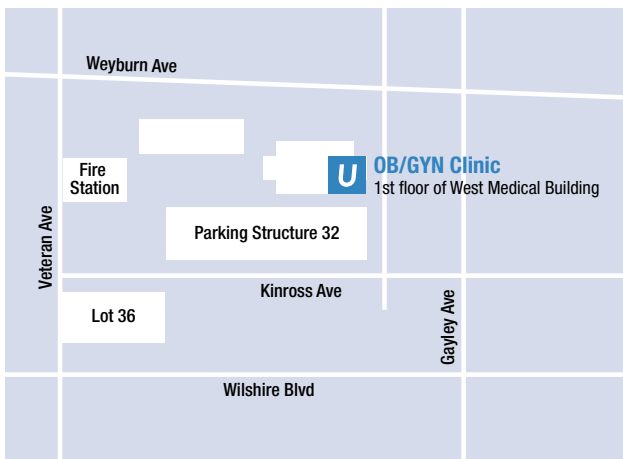 Weyburn Ave
Fire
Station
U
OB/GYN Clinic
1st floor of West Medical Building
Parking Structure 32
Veteran Ave
Kinross Ave
Lot 36
Gayley Ave
Wilshire Blvd